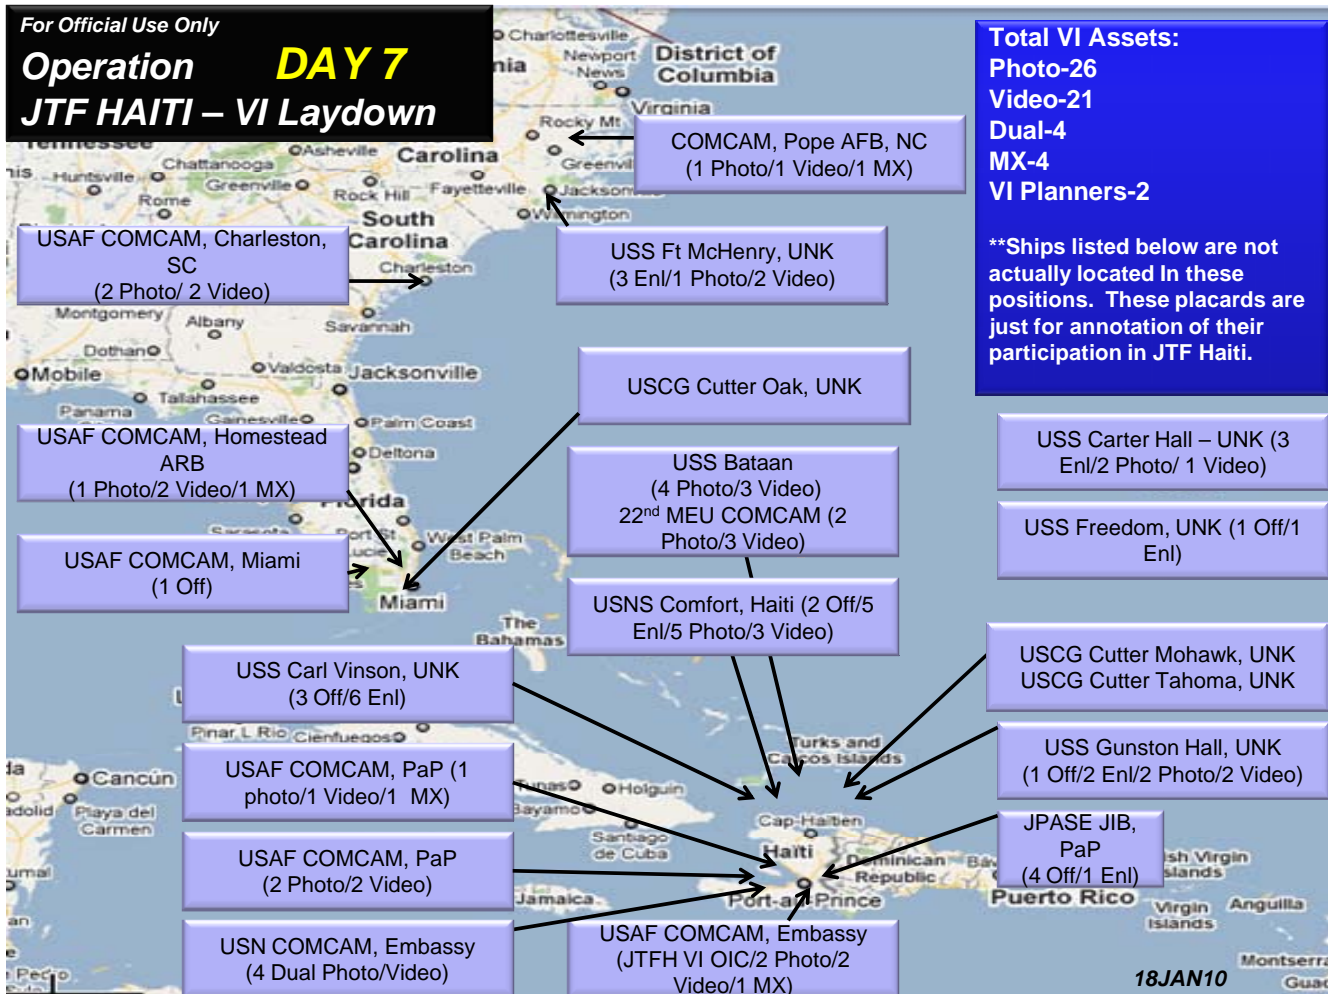 For Official Use Only
Operation DAY 7
JTF HAITI – VI Laydown
Total VI Assets:
Photo-26
Video-21
Dual-4
MX-4
VI Planners-2
**Ships listed below are not
actually located In these
positions. These placards are
just for annotation of their
participation in JTF Haiti.
COMCAM, Pope AFB, NC
(1 Photo/1 Video/1 MX)
USAF COMCAM, Charleston,
SC
(2 Photo/ 2 Video)
USS Ft McHenry, UNK
(3 Enl/1 Photo/2 Video)
USCG Cutter Oak, UNK
USAF COMCAM, Homestead
ARB
(1 Photo/2 Video/1 MX)
USS Bataan
(4 Photo/3 Video)
22nd MEU COMCAM (2
Photo/3 Video)
USS Carter Hall – UNK (3
Enl/2 Photo/ 1 Video)
USS Freedom, UNK (1 Off/1
Enl)
USAF COMCAM, Miami
(1 Off)
USNS Comfort, Haiti (2 Off/5
Enl/5 Photo/3 Video)
USS Carl Vinson, UNK
(3 Off/6 Enl)
USCG Cutter Mohawk, UNK
USCG Cutter Tahoma, UNK
USS Gunston Hall, UNK
(1 Off/2 Enl/2 Photo/2 Video)
USAF COMCAM, PaP (1
photo/1 Video/1 MX)
JPASE JIB,
PaP
(4 Off/1 Enl)
USAF COMCAM, PaP
(2 Photo/2 Video)
USN COMCAM, Embassy
(4 Dual Photo/Video)
USAF COMCAM, Embassy
(JTFH VI OIC/2 Photo/2
Video/1 MX)
18JAN10
Charlottesville
District of
Columbia
Newport
News
Virginia
Rocky Mt
Asheville
Carolina
Chattanooga
Huntsville
Greenville
Rock Hill
Fayetteville
Rome
Wilmington
South
Carolina
Charleston
Montgomery
Albany
Savannah
Dothan
Mobile
Valdosta
Jacksonville
Tallahassee
Panama
Gainesville
Palm Coast
Deltona
West Palm
Beach
Miami
The
Bahamas
Pinar
Rio
Cienfuegos
Turks and
Caicos Islands
Cancún
Playa del
Carmen
Holguin
Bayamo
Santiago
de Cuba
Cap-Haïtien
Haïti
Dominican
Republic
Port-au-Prince
Jamaica
Puerto Rico
Virgin
Islands
Anguilla